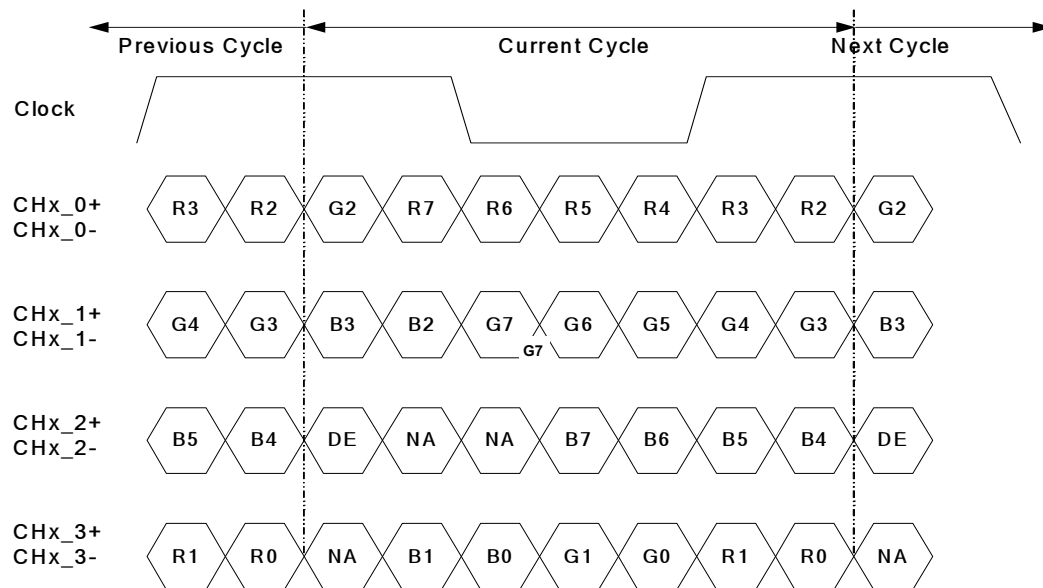 Previous Cycle Current Cycle Next Cycle
Clock
CHx_0+
CHx_0-
R3 R2 G2 R7 R6 R5 R4 R3 R2 G2
CHx_1+
CHx_1-
G4 G3 B3 B2 G7 G6 G5 G4 G3 B3
G7
CHx_2+
CHx_2-
B5 B4 DE NA NA B7 B6 B5 B4 DE
CHx_3+
CHx_3-
R1 R0 NA B1 B0 G1 G0 R1 R0 NA